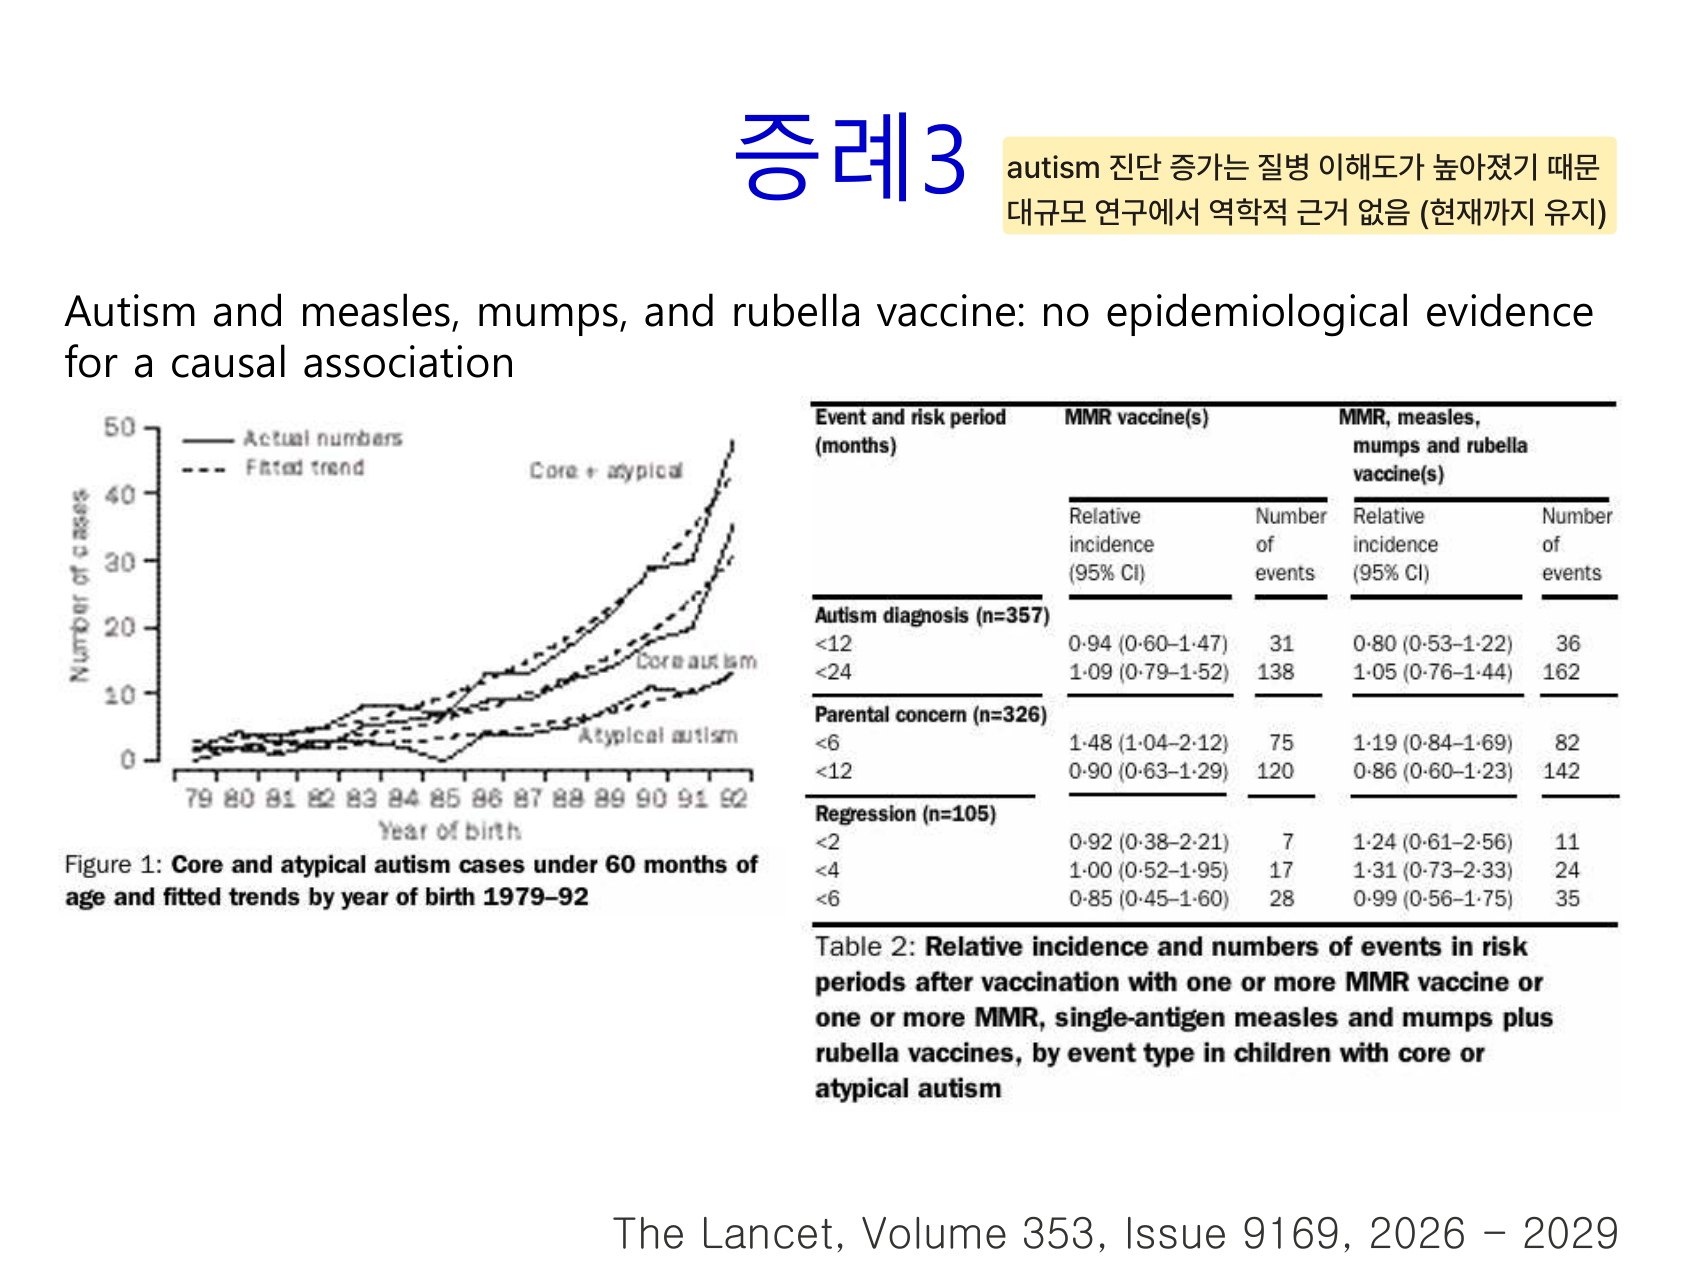 증례3
autism 진단 증가는 질병 이해도가 높아졌기 때문
대규모 연구에서 역학적 근거 없음 (현재까지 유지)
Autism and measles, mumps, and rubella vaccine: no epidemiological evidence
for a causal association
50
40
30
20
10
0
Number of cases
Actual numbers
Fitted trend
Core + atypical
Core autism
Atypical autism
79 80 81 82 83 84 85 86 87 88 89 90 91 92
Year of birth
Figure 1: Core and atypical autism cases under 60 months of
age and fitted trends by year of birth 1979–92
Event and risk period MMR vaccine(s) MMR, measles,
(months) mumps and rubella
vaccine(s)
Relative Number Relative Number
incidence of incidence of
(95% CI) events (95% CI) events
Autism diagnosis (n=357)
<12 0·94 (0·60–1·47) 31 0·80 (0·53–1·22) 36
<24 1·09 (0·79–1·52) 138 1·05 (0·76–1·44) 162
Parental concern (n=326)
<6 1·48 (1·04–2·12) 75 1·19 (0·84–1·69) 82
<12 0·90 (0·63–1·29) 120 0·86 (0·60–1·23) 142
Regression (n=105)
<2 0·92 (0·38–2·21) 7 1·24 (0·61–2·56) 11
<4 1·00 (0·52–1·95) 17 1·31 (0·73–2·33) 24
<6 0·85 (0·45–1·60) 28 0·99 (0·56–1·75) 35
Table 2: Relative incidence and numbers of events in risk
periods after vaccination with one or more MMR vaccine or
one or more MMR, single-antigen measles and mumps plus
rubella vaccines, by event type in children with core or
atypical autism
The Lancet, Volume 353, Issue 9169, 2026 – 2029